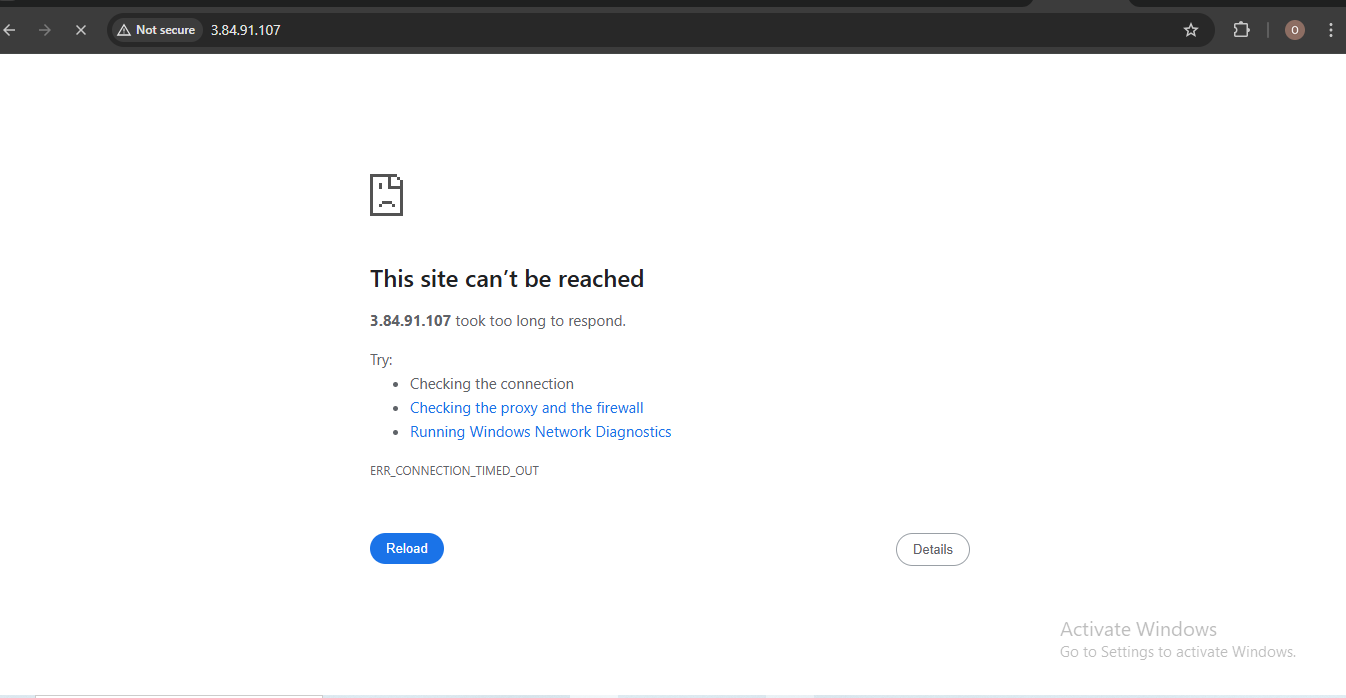 Not secure 3.84.91.107 O
This site can’t be reached
3.84.91.107 took too long to respond.
Try:
Checking the connection
Checking the proxy and the firewall
Running Windows Network Diagnostics
ERR_CONNECTION_TIMED_OUT
Reload Details
Activate Windows
Go to Settings to activate Windows.